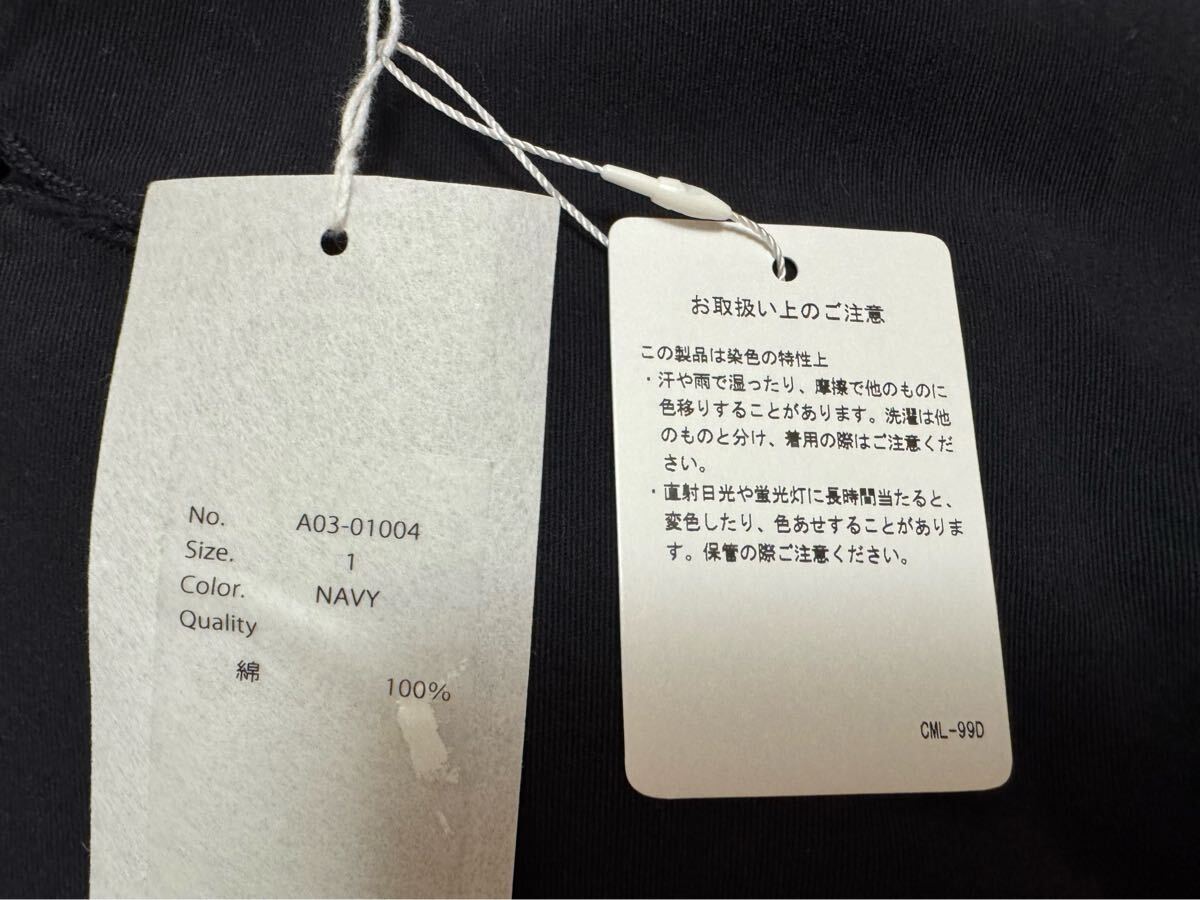 No. A03-01004
Size. 1
Color. NAVY
Quality
綿 100%
お取扱い上のご注意
この製品は染色の特性上
・汗や雨で湿ったり、摩擦で他のものに
色移りすることがあります。洗濯は他
のものと分け、着用の際はご注意くだ
さい。
・直射日光や蛍光灯に長時間当たると、
変色したり、色あせすることがありま
す。保管の際ご注意ください。
CML-99D